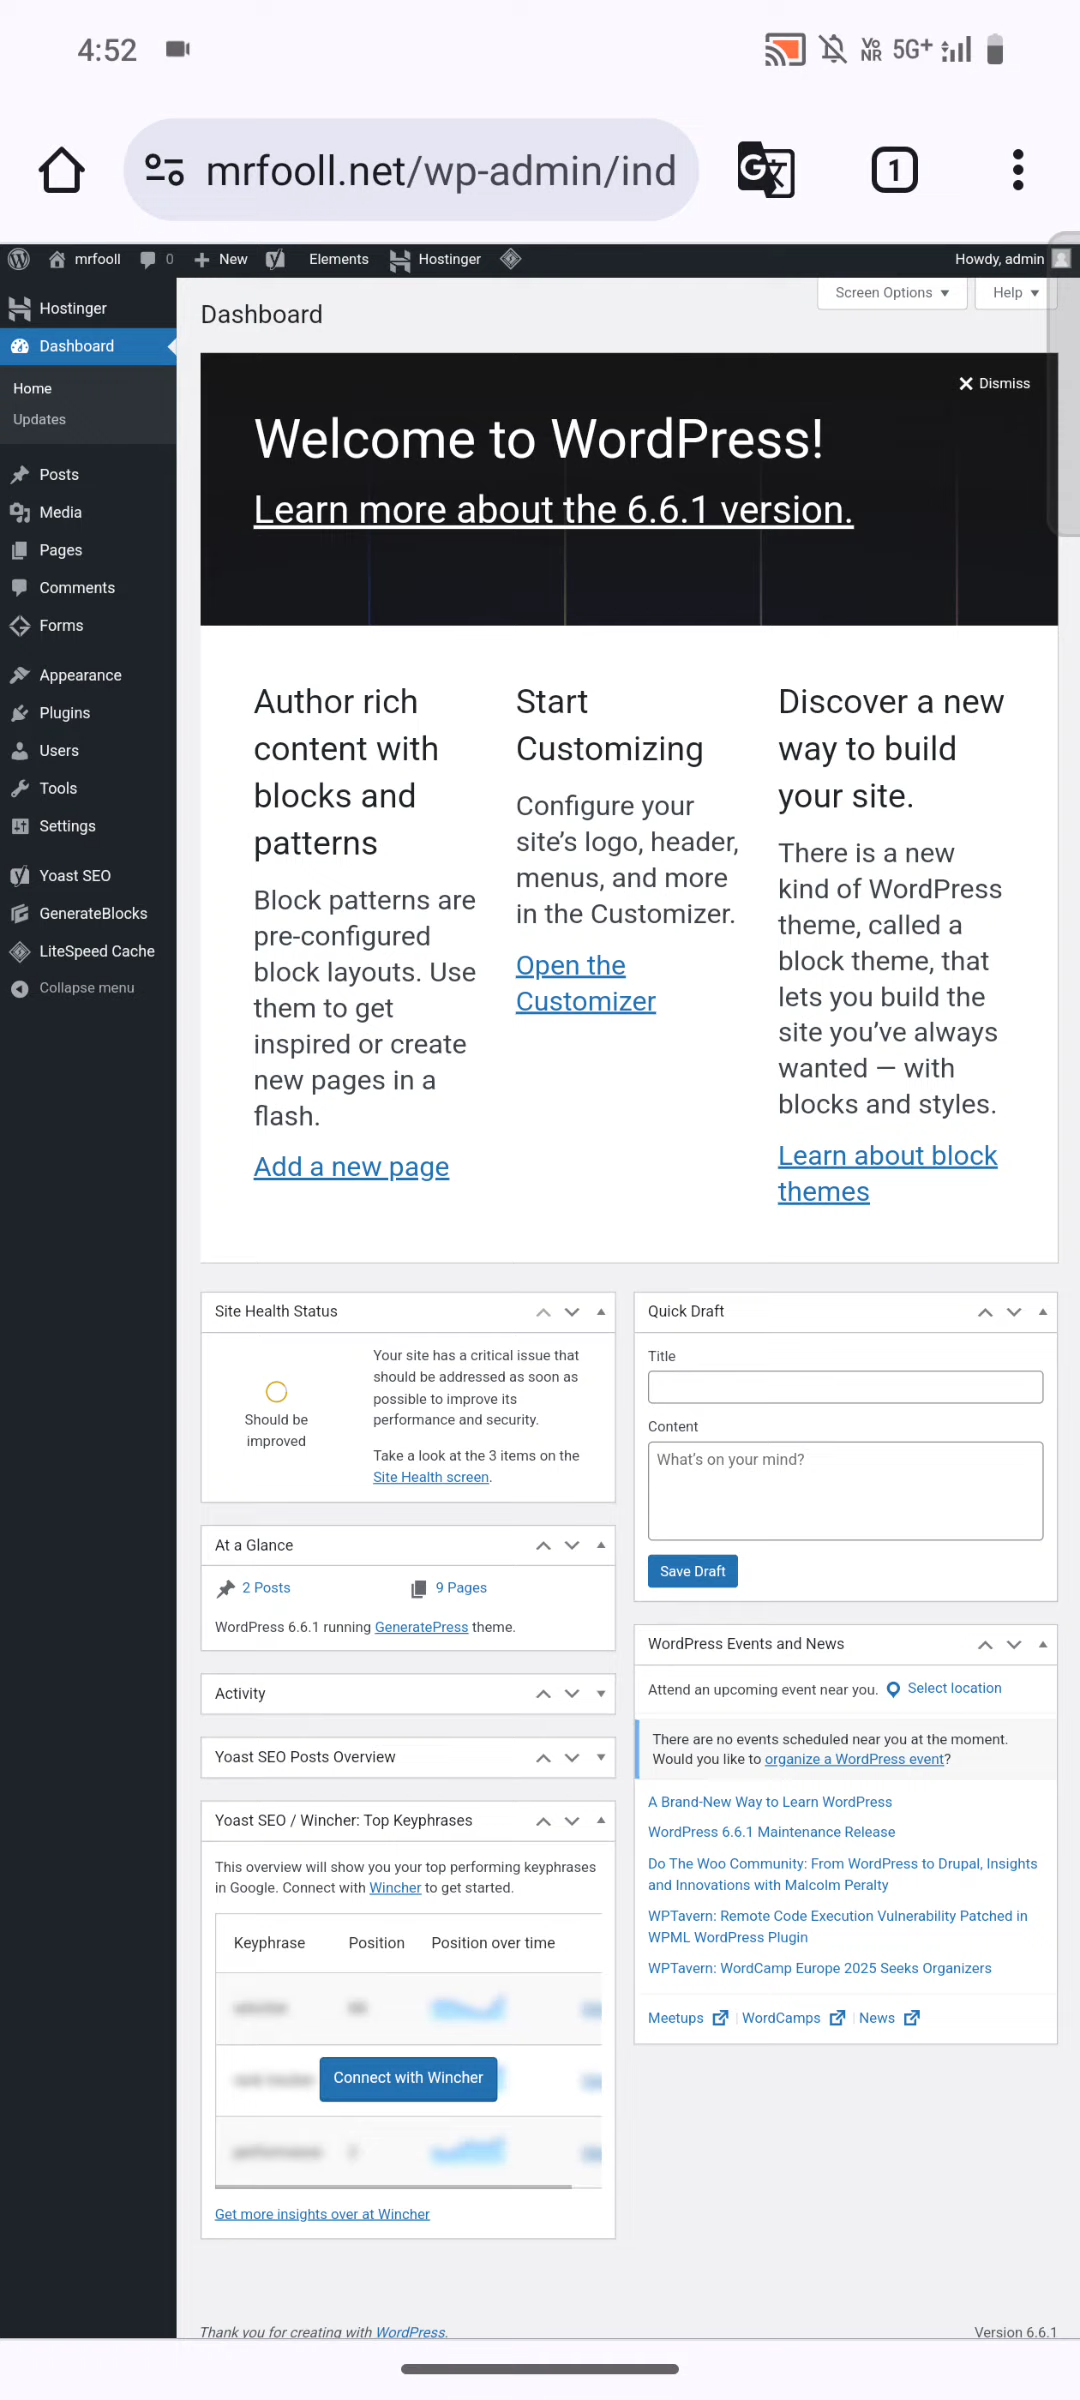 4:52
Vo
NR
5G+
mrfooll.net/wp-admin/ind
G
1
mrfooll
0
New
Elements
Hostinger
Howdy, admin
Hostinger
Dashboard
Home
Updates
Posts
Media
Pages
Comments
Forms
Appearance
Plugins
Users
Tools
Settings
Yoast SEO
GenerateBlocks
LiteSpeed Cache
Collapse menu
Dashboard
Screen Options
Help
Dismiss
Welcome to WordPress!
Learn more about the 6.6.1 version.
Author rich
content with
blocks and
patterns
Block patterns are
pre-configured
block layouts. Use
them to get
inspired or create
new pages in a
flash.
Add a new page
Start
Customizing
Configure your
site’s logo, header,
menus, and more
in the Customizer.
Open the
Customizer
Discover a new
way to build
your site.
There is a new
kind of WordPress
theme, called a
block theme, that
lets you build the
site you’ve always
wanted — with
blocks and styles.
Learn about block
themes
Site Health Status
Should be
improved
Your site has a critical issue that
should be addressed as soon as
possible to improve its
performance and security.
Take a look at the 3 items on the
Site Health screen.
At a Glance
2 Posts
9 Pages
WordPress 6.6.1 running GeneratePress theme.
Activity
Yoast SEO Posts Overview
Yoast SEO / Wincher: Top Keyphrases
This overview will show you your top performing keyphrases
in Google. Connect with Wincher to get started.
Keyphrase
Position
Position over time
Connect with Wincher
Get more insights over at Wincher
Quick Draft
Title
Content
What’s on your mind?
Save Draft
WordPress Events and News
Attend an upcoming event near you.
Select location
There are no events scheduled near you at the moment.
Would you like to organize a WordPress event?
A Brand-New Way to Learn WordPress
WordPress 6.6.1 Maintenance Release
Do The Woo Community: From WordPress to Drupal, Insights
and Innovations with Malcolm Peralty
WPTavern: Remote Code Execution Vulnerability Patched in
WPML WordPress Plugin
WPTavern: WordCamp Europe 2025 Seeks Organizers
Meetups
WordCamps
News
Thank you for creating with WordPress.
Version 6.6.1